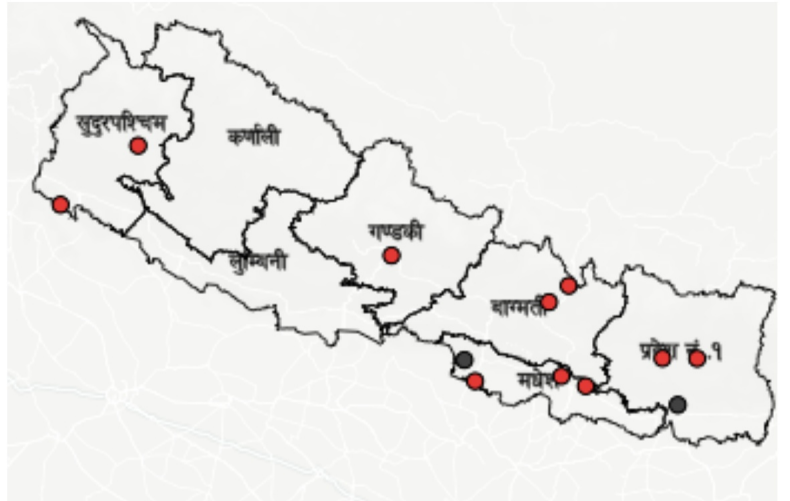 सुदुरपश्चिम
कर्णाली
गण्डकी
लुम्बिनी
बाग्मती
मधेश
प्रदेश नं.१